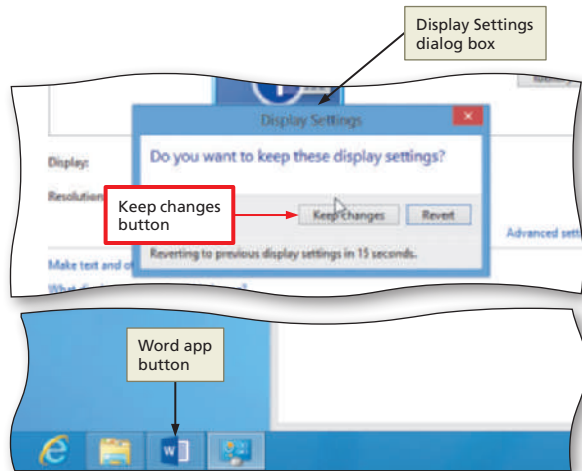 Display Settings
dialog box
Display Settings
Do you want to keep these display settings?
Display:
Resolution
Keep changes
button
Keep changes
Revert
Advanced sett
Reverting to previous display settings in 15 seconds.
Make text and ot
Word app
button